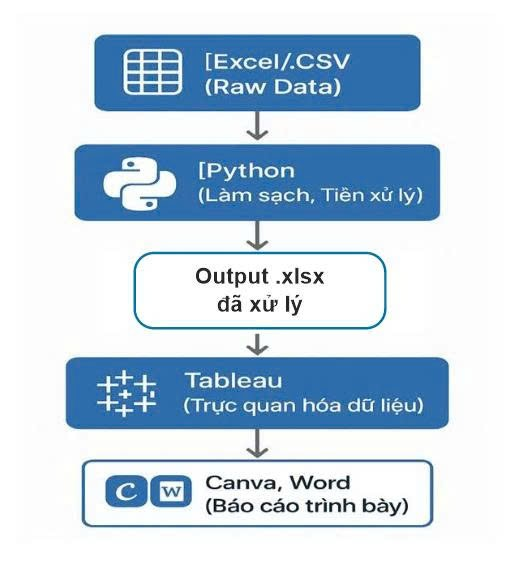 [Excel/.CSV
(Raw Data)
[Python
(Làm sạch, Tiền xử lý)
Output .xlsx
đã xử lý
Tableau
(Trực quan hóa dữ liệu)
C W Canva, Word
(Báo cáo trình bày)